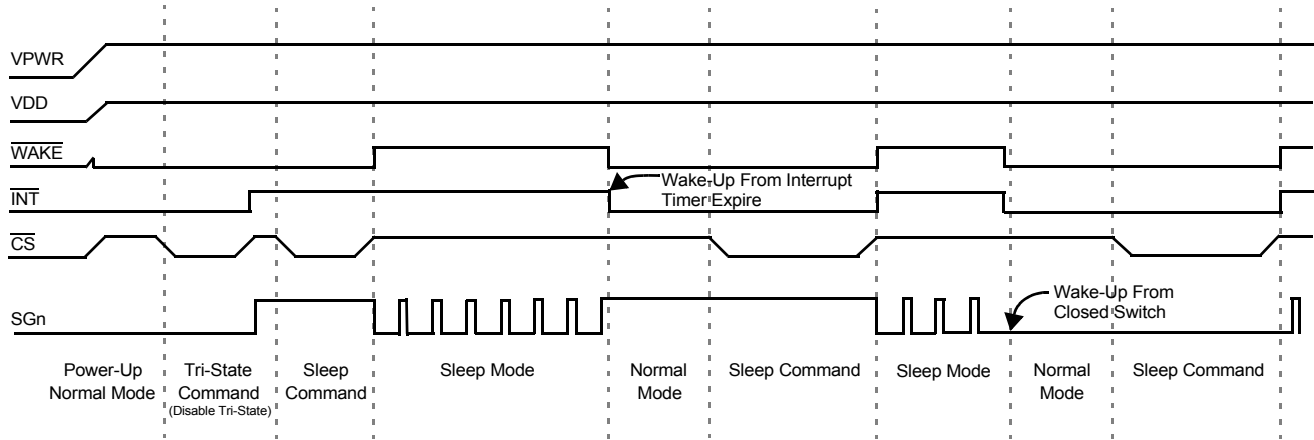 VPWR
VDD
WAKE
INT
CS
SGn
Wake-Up From Interrupt
Timer Expire
Wake-Up From
Closed Switch
Power-Up
Normal Mode
Tri-State
Command
(Disable Tri-State)
Sleep
Command
Sleep Mode
Normal
Mode
Sleep Command
Sleep Mode
Normal
Mode
Sleep Command